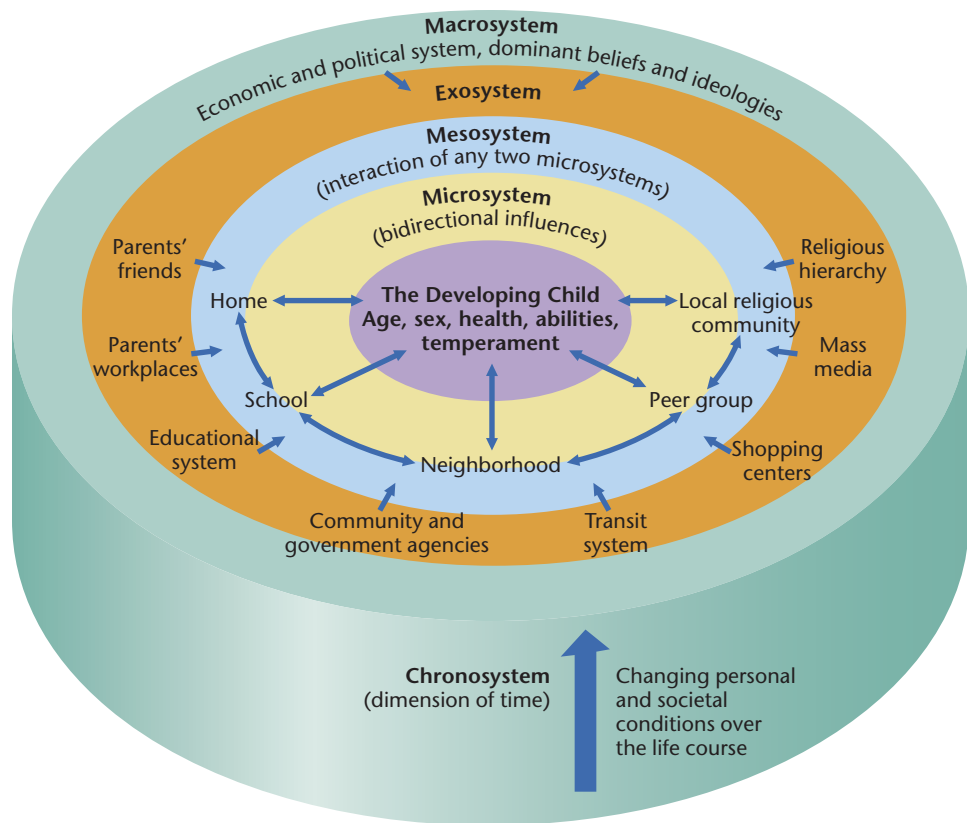 Macrosystem
Economic and political system, dominant beliefs and ideologies
Exosystem
Mesosystem
(interaction of any two microsystems)
Microsystem
(bidirectional influences)
The Developing Child
Age, sex, health, abilities,
temperament
Parents'
friends
Home
Local religious
community
Religious
hierarchy
Parents'
workplaces
Mass
media
School
Peer group
Educational
system
Neighborhood
Shopping
centers
Community and
government agencies
Transit
system
Chronosystem
(dimension of time)
Changing personal
and societal
conditions over
the life course